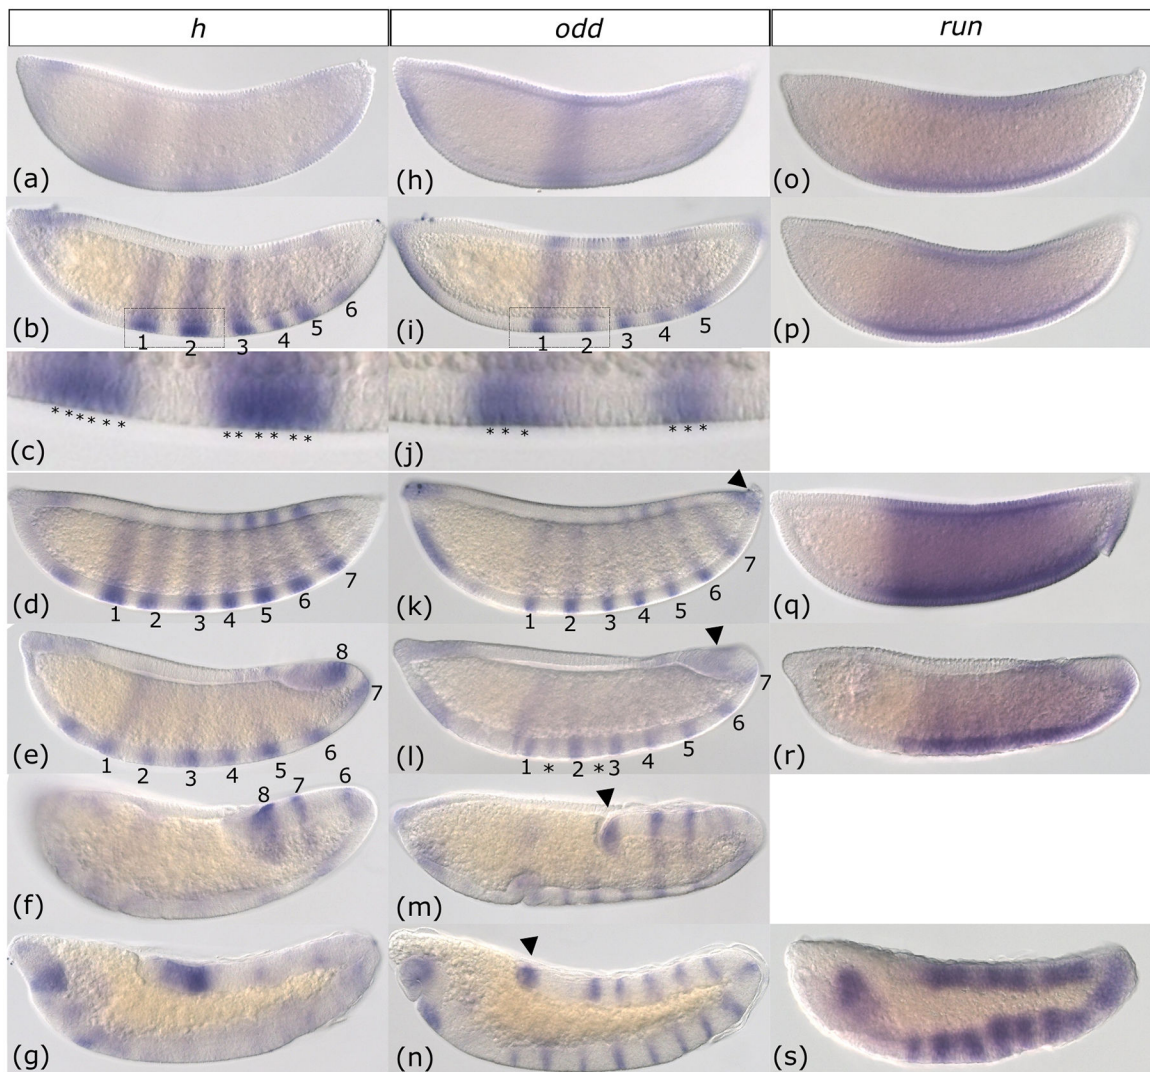 h odd run
(a) (h) (o)
(b) 1 2 3 4 5 6 (i) 1 2 3 4 5 (p)
(c) * * * * * * (j) * * *
** ** ** * * *
(d) 1 2 3 4 5 6 7 (k) 1 2 3 4 5 6 7 (q)
(e) 1 2 3 4 5 6 7 8 (l) 1 * 2 * 3 4 5 6 7 (r)
(f) 8 7 6 (m)
(g) (n) (s)